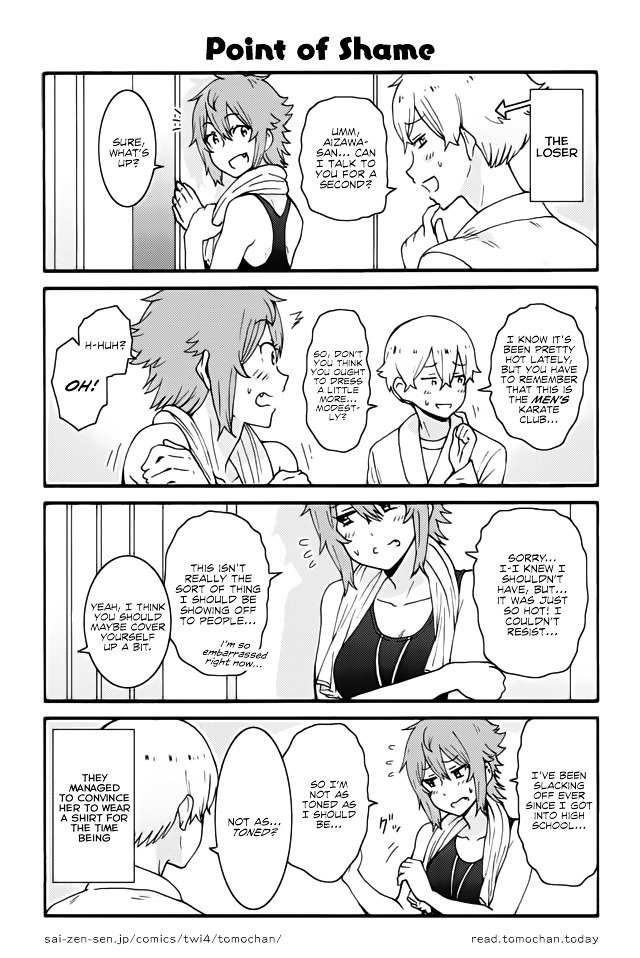 Point of Shame
THE
LOSER
UMM,
AIZAWA-
SAN... CAN
I TALK TO
YOU FOR A
SECOND?
SURE,
WHAT'S
UP?
I KNOW IT'S
BEEN PRETTY
HOT LATELY,
BUT YOU HAVE
TO REMEMBER
THAT THIS IS
THE MEN'S
KARATE
CLUB...
SO, DON'T
YOU THINK
YOU OUGHT
TO DRESS
A LITTLE
MORE...
MODEST-
LY?
H-HUH?
OH!
SORRY...
I-I KNEW I
SHOULDN'T
HAVE, BUT...
IT WAS JUST
SO HOT! I
COULDN'T
RESIST...
THIS ISN'T
REALLY THE
SORT OF THING
I SHOULD BE
SHOWING OFF
TO PEOPLE...
I'm so
embarrassed
right now...
YEAH, I THINK
YOU SHOULD
MAYBE COVER
YOURSELF
UP A BIT.
I'VE BEEN
SLACKING
OFF EVER
SINCE I GOT
INTO HIGH
SCHOOL...
SO I'M
NOT AS
TONED AS
I SHOULD
BE...
グッ
NOT AS...
TONED?
THEY
MANAGED
TO CONVINCE
HER TO WEAR
A SHIRT FOR
THE TIME
BEING
sai-zen-sen.jp/comics/twi4/tomochan/
read.tomochan.today